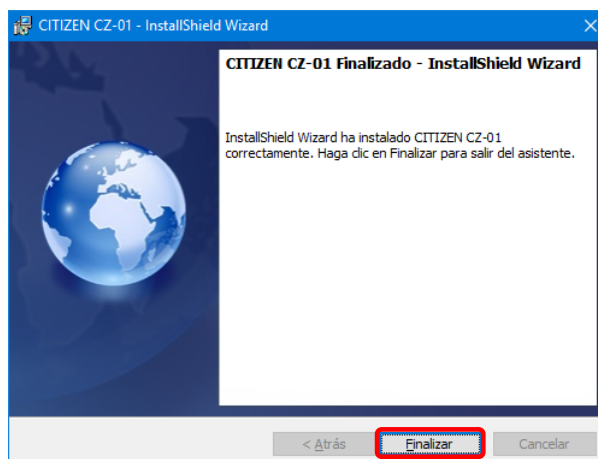 CITIZEN CZ-01 - InstallShield Wizard
CITIZEN CZ-01 Finalizado - InstallShield Wizard
InstallShield Wizard ha instalado CITIZEN CZ-01
correctamente. Haga clic en Finalizar para salir del asistente.
< Atrás Finalizar Cancelar